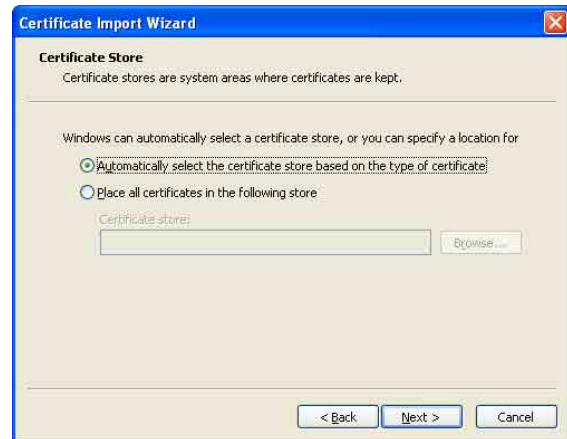 Certificate Import Wizard
Certificate Store
Certificate stores are system areas where certificates are kept.
Windows can automatically select a certificate store, or you can specify a location for
Automatically select the certificate store based on the type of certificate
Place all certificates in the following store
Certificate store:
Browse...
< Back
Next >
Cancel